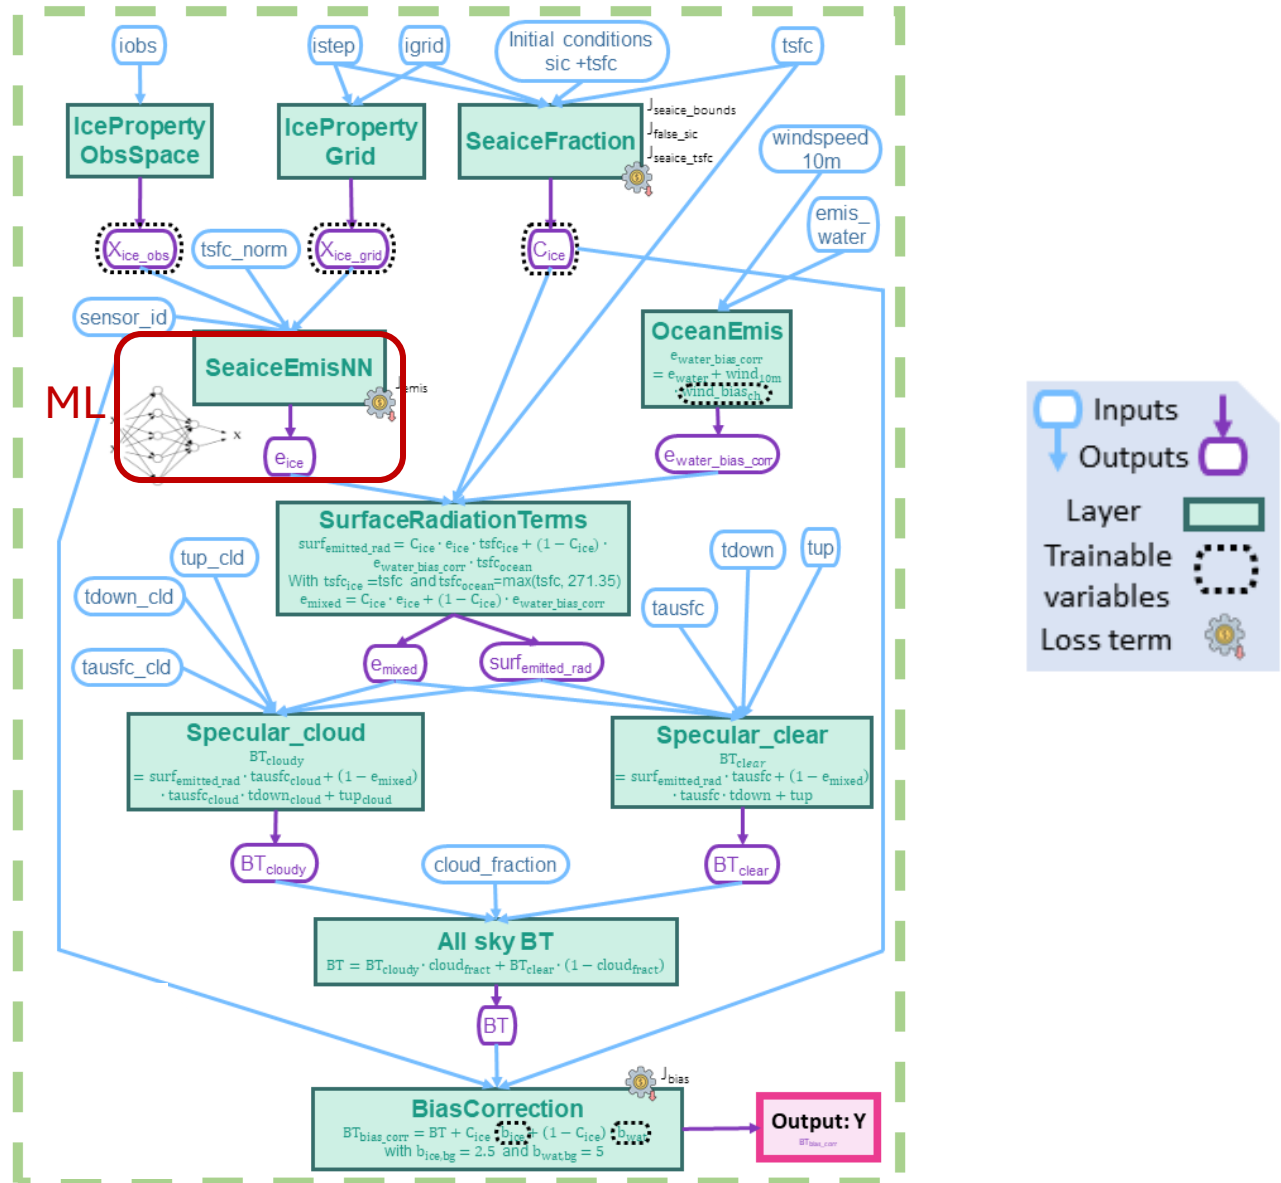 iobs
istep
igrid
Initial conditions
sic +tsfc
tsfc
IceProperty
ObsSpace
IceProperty
Grid
SeaiceFraction
Jseaice_bounds
Jfalse_sic
Jseaice_tsfc
windspeed
10m
emis_
water
Xice_obs
tsfc_norm
Xice_grid
Cice
sensor_id
ML
SeaiceEmisNN
Jemis
x
eice
OceanEmis
ewater_bias_corr
= ewater + wind10m
· wind_biasch
ewater_bias_corr
SurfaceRadiationTerms
surfemitted_rad = Cice · eice · tsfcice + (1 − Cice) ·
ewater_bias_corr · tsfcocean
With tsfcice =tsfc and tsfcocean=max(tsfc, 271.35)
emixed = Cice · eice + (1 − Cice) · ewater_bias_corr
tup_cld
tdown_cld
tausfc_cld
tdown
tup
tausfc
emixed
surfemitted_rad
Specular_cloud
BTcloudy
= surfemitted_rad · tausfccloud + (1 − emixed)
· tausfccloud · tdowncloud + tupcloud
Specular_clear
BTclear
= surfemitted_rad · tausfc + (1 − emixed)
· tausfc · tdown + tup
BTcloudy
cloud_fraction
BTclear
All sky BT
BT = BTcloudy · cloudfract + BTclear · (1 − cloudfract)
BT
Jbias
BiasCorrection
BTbias_corr = BT + Cice · bice + (1 − Cice) · bwat
with bice,bg = 2.5 and bwat,bg = 5
Output: Y
BTbias_corr
Inputs
Outputs
Layer
Trainable
variables
Loss term